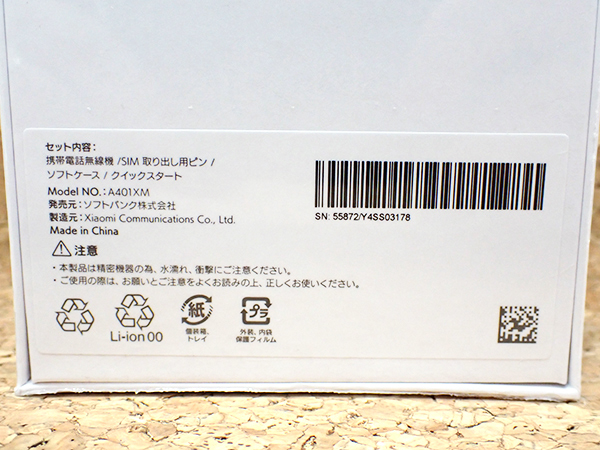 セット内容:
携帯電話無線機 /SIM 取り出し用ピン /
ソフトケース / クイックスタート
Model NO.:A401XM
発売元:ソフトバンク株式会社
製造元:Xiaomi Communications Co., Ltd.
Made in China
SN: 55872/Y4SS03178
注意
・本製品は精密機器の為、水濡れ、衝撃にご注意ください。
・ご使用の際は、お願いとご注意をよくお読みの上、正しくお使いください。
Li-ion 00
紙
個装箱、
トレイ
プラ
外装、内袋
保護フィルム